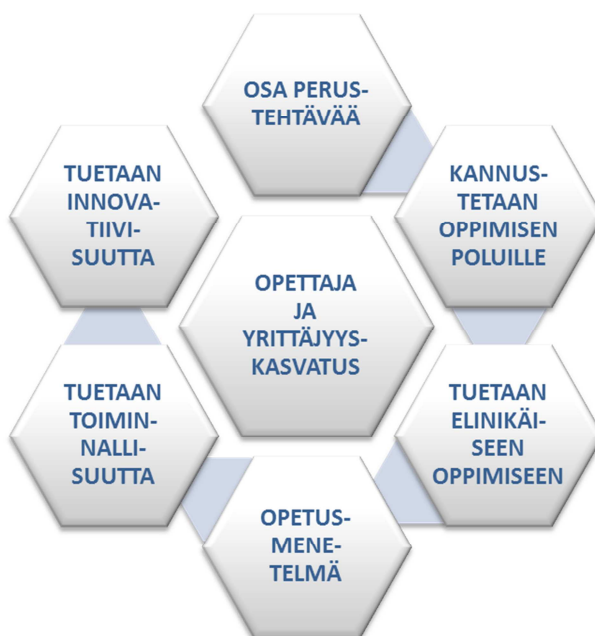 OSA PERUS-
TEHTÄVÄÄ
KANNUS-
TETAAN
OPPIMISEN
POLUILLE
TUETAAN
ELINIKÄI-
SEEN
OPPIMISEEN
OPETUS-
MENE-
TELMÄ
TUETAAN
TOIMIN-
NALLI-
SUUTTA
TUETAAN
INNOVA-
TIIVI-
SUUTTA
OPETTAJA
JA
YRITTÄJYYS-
KASVATUS